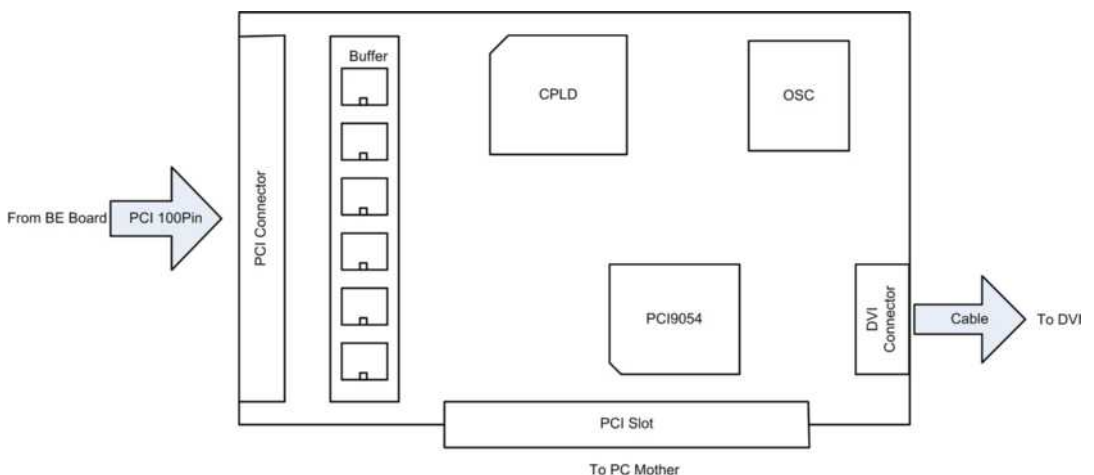 Buffer
CPLD
OSC
PCI Connector
From BE Board
PCI 100Pin
PCI9054
DVI
Connector
Cable
To DVI
PCI Slot
To PC Mother